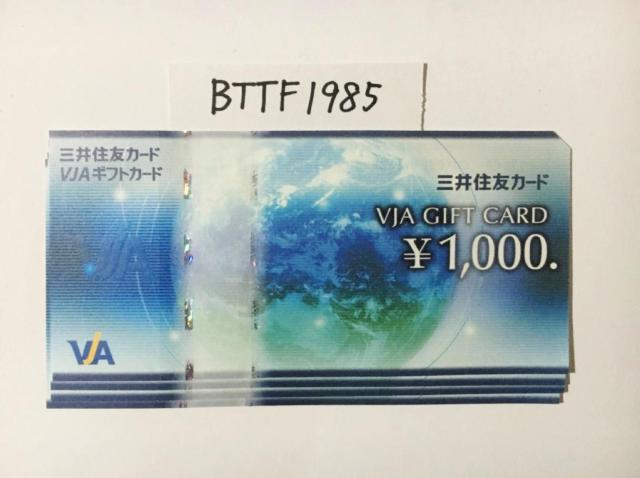 BTTF1985
三井住友カード
VJAギフトカード
三井住友カード
VJA GIFT CARD
¥1,000.
VJA